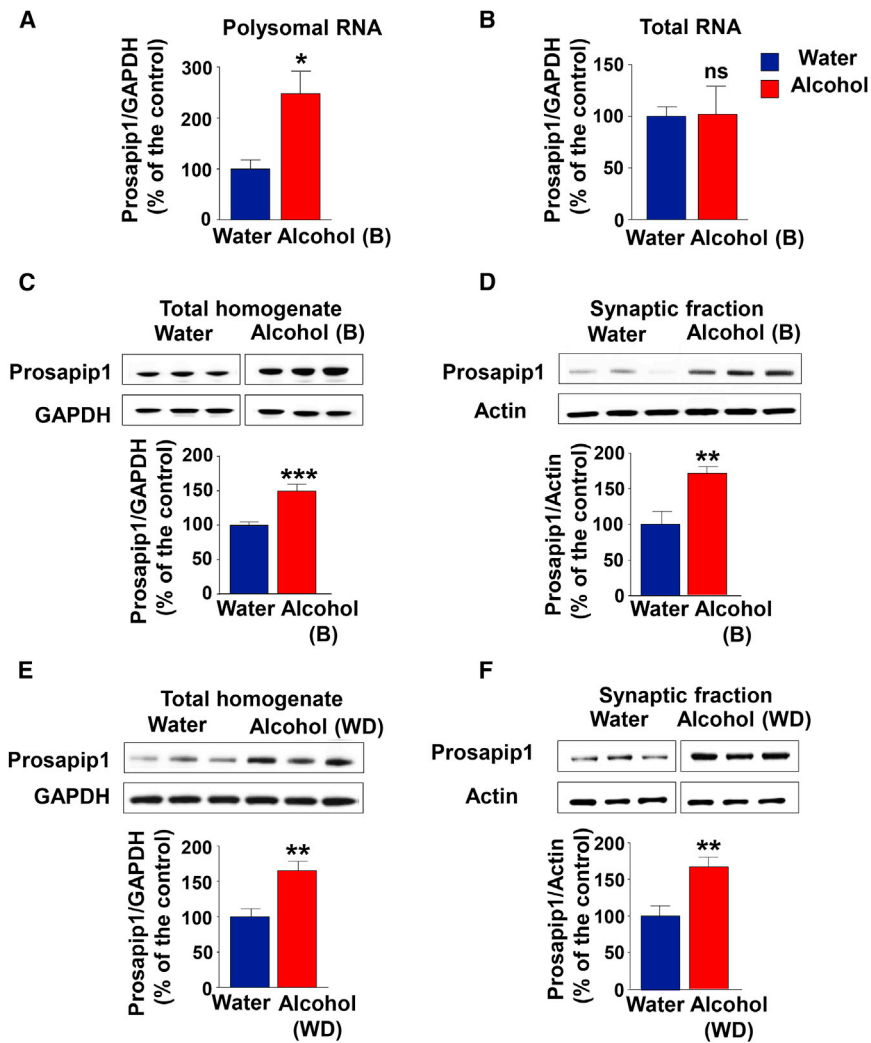 A
Polysomal RNA
Prosapip1/GAPDH
(% of the control)
300
200
100
0
*
Water Alcohol (B)
B
Total RNA
Prosapip1/GAPDH
(% of the control)
150
100
50
0
ns
Water Alcohol (B)
Water
Alcohol
C
Total homogenate
Water Alcohol (B)
Prosapip1
GAPDH
Prosapip1/GAPDH
(% of the control)
200
150
100
50
0
***
Water Alcohol
(B)
D
Synaptic fraction
Water Alcohol (B)
Prosapip1
Actin
Prosapip1/Actin
(% of the control)
200
150
100
50
0
**
Water Alcohol
(B)
E
Total homogenate
Water Alcohol (WD)
Prosapip1
GAPDH
Prosapip1/GAPDH
(% of the control)
200
150
100
50
0
**
Water Alcohol
(WD)
F
Synaptic fraction
Water Alcohol (WD)
Prosapip1
Actin
Prosapip1/Actin
(% of the control)
200
150
100
50
0
**
Water Alcohol
(WD)